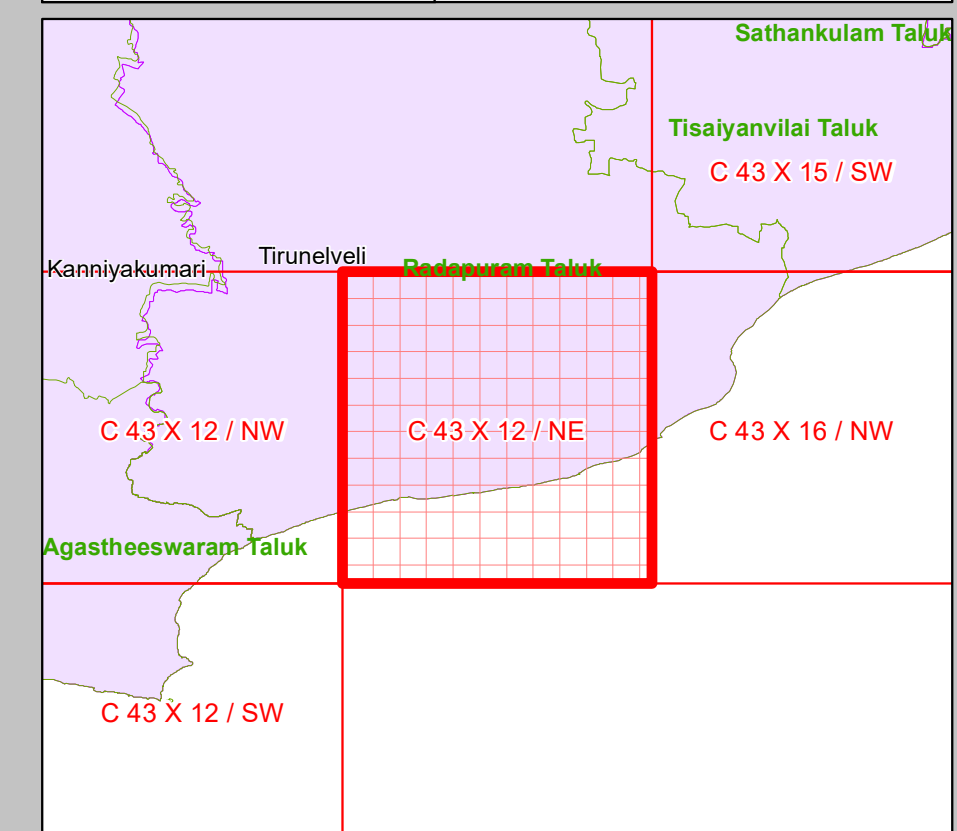 Sathankulam Taluk
Tisaiyanvilai Taluk
C 43 X 15 / SW
Tirunelveli
Kanniyakumari
Radapuram Taluk
C 43 X 12 / NW
C 43 X 12 / NE
C 43 X 16 / NW
Agastheeswaram Taluk
C 43 X 12 / SW